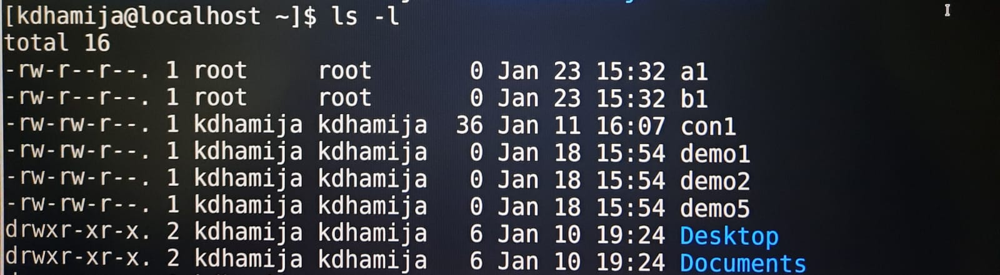 [kdhamija@localhost ~]$ ls -l
total 16
-rw-r--r--. 1 root     root      0 Jan 23 15:32 a1
-rw-r--r--. 1 root     root      0 Jan 23 15:32 b1
-rw-rw-r--. 1 kdhamija kdhamija 36 Jan 11 16:07 con1
-rw-rw-r--. 1 kdhamija kdhamija  0 Jan 18 15:54 demo1
-rw-rw-r--. 1 kdhamija kdhamija  0 Jan 18 15:54 demo2
-rw-rw-r--. 1 kdhamija kdhamija  0 Jan 18 15:54 demo5
drwxr-xr-x. 2 kdhamija kdhamija  6 Jan 10 19:24 Desktop
drwxr-xr-x. 2 kdhamija kdhamija  6 Jan 10 19:24 Documents